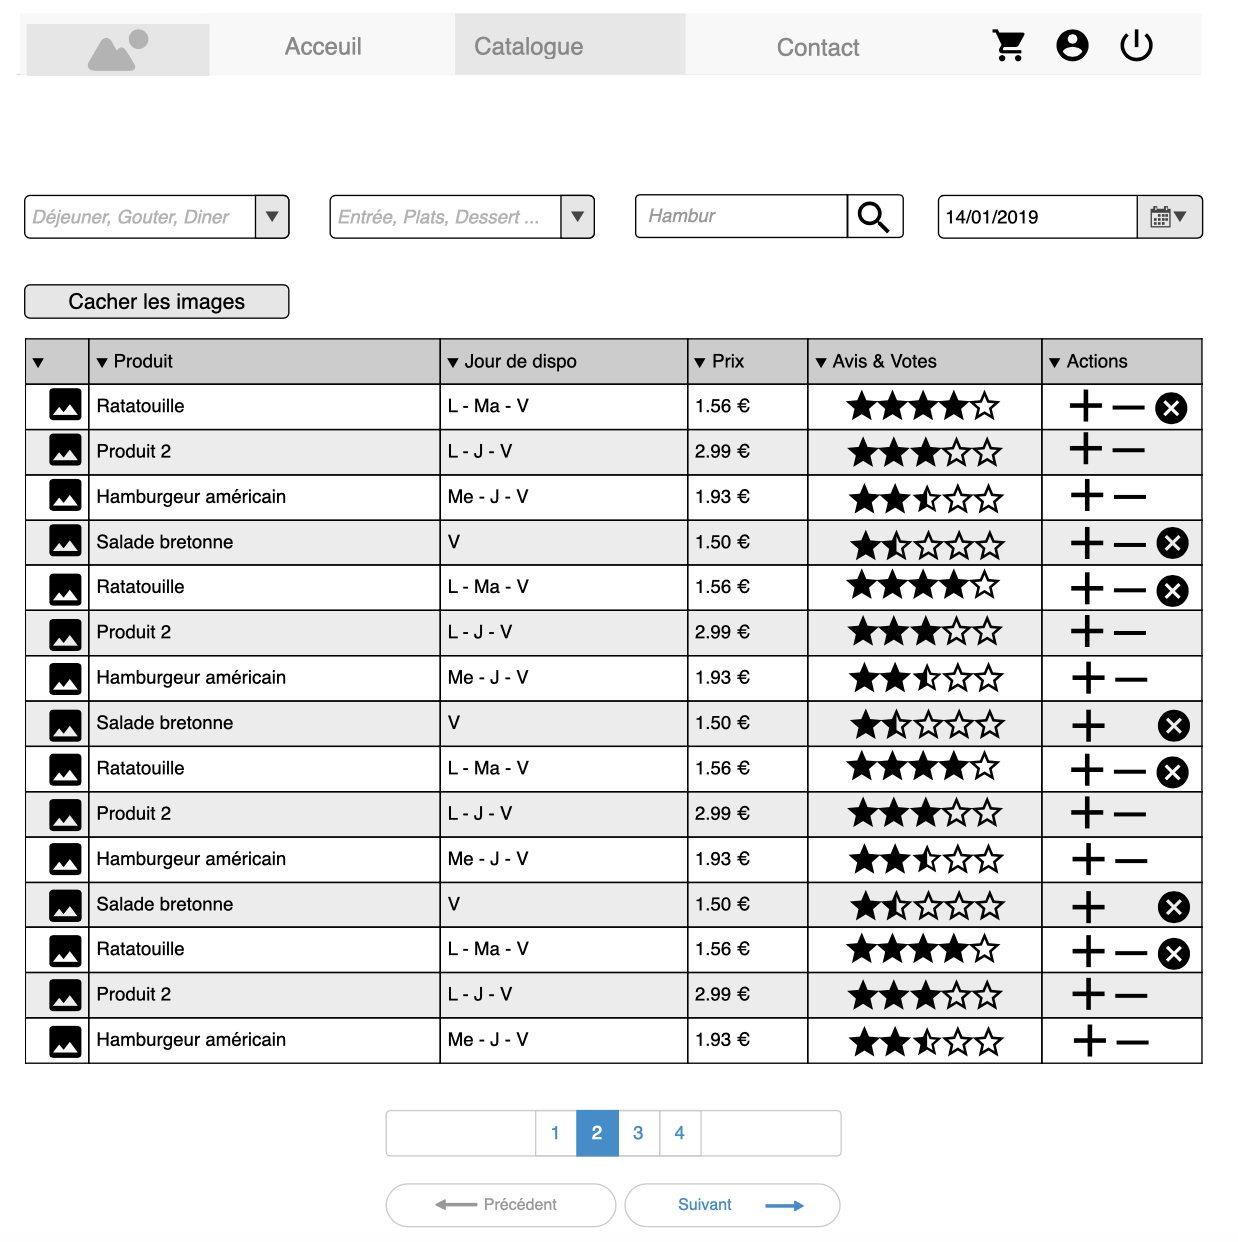 Acceuil Catalogue Contact
Déjeuner, Gouter, Diner Entrée, Plats, Dessert ... Hambur 14/01/2019
Cacher les images
Produit Jour de dispo Prix Avis & Votes Actions
Ratatouille L - Ma - V 1.56 €
Produit 2 L - J - V 2.99 €
Hamburgeur américain Me - J - V 1.93 €
Salade bretonne V 1.50 €
Ratatouille L - Ma - V 1.56 €
Produit 2 L - J - V 2.99 €
Hamburgeur américain Me - J - V 1.93 €
Salade bretonne V 1.50 €
Ratatouille L - Ma - V 1.56 €
Produit 2 L - J - V 2.99 €
Hamburgeur américain Me - J - V 1.93 €
Salade bretonne V 1.50 €
Ratatouille L - Ma - V 1.56 €
Produit 2 L - J - V 2.99 €
Hamburgeur américain Me - J - V 1.93 €
1 2 3 4
Précédent Suivant